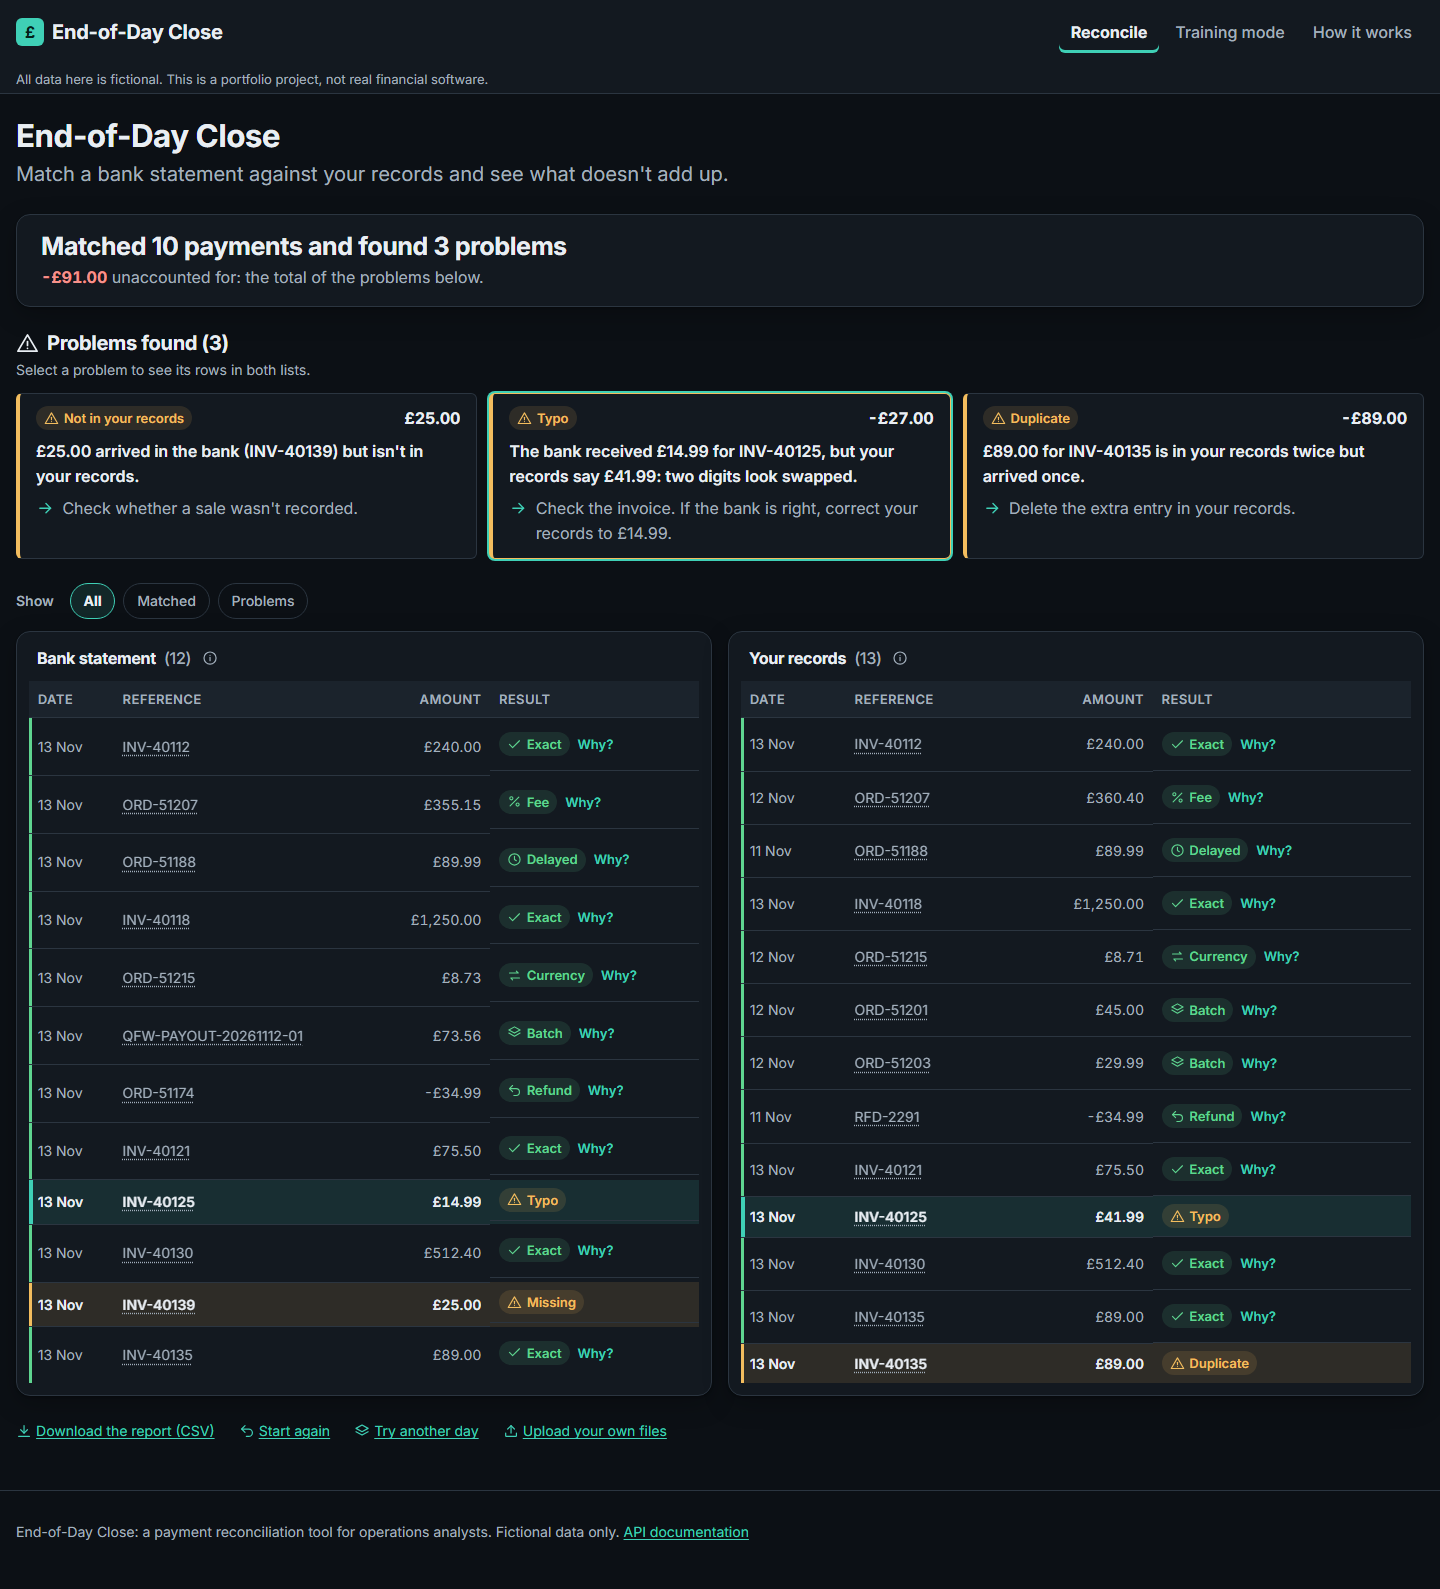 £ End-of-Day Close
Reconcile Training mode How it works
All data here is fictional. This is a portfolio project, not real financial software.
End-of-Day Close
Match a bank statement against your records and see what doesn't add up.
Matched 10 payments and found 3 problems
-£91.00 unaccounted for: the total of the problems below.
Problems found (3)
Select a problem to see its rows in both lists.
Not in your records £25.00
£25.00 arrived in the bank (INV-40139) but isn't in
your records.
→ Check whether a sale wasn't recorded.
Typo -£27.00
The bank received £14.99 for INV-40125, but your
records say £41.99: two digits look swapped.
→ Check the invoice. If the bank is right, correct your
records to £14.99.
Duplicate -£89.00
£89.00 for INV-40135 is in your records twice but
arrived once.
→ Delete the extra entry in your records.
Show All Matched Problems
Bank statement (12)
DATE REFERENCE AMOUNT RESULT
13 Nov INV-40112 £240.00 Exact Why?
13 Nov ORD-51207 £355.15 Fee Why?
13 Nov ORD-51188 £89.99 Delayed Why?
13 Nov INV-40118 £1,250.00 Exact Why?
13 Nov ORD-51215 £8.73 Currency Why?
13 Nov QFW-PAYOUT-20261112-01 £73.56 Batch Why?
13 Nov ORD-51174 -£34.99 Refund Why?
13 Nov INV-40121 £75.50 Exact Why?
13 Nov INV-40125 £14.99 Typo
13 Nov INV-40130 £512.40 Exact Why?
13 Nov INV-40139 £25.00 Missing
13 Nov INV-40135 £89.00 Exact Why?
Your records (13)
DATE REFERENCE AMOUNT RESULT
13 Nov INV-40112 £240.00 Exact Why?
12 Nov ORD-51207 £360.40 Fee Why?
11 Nov ORD-51188 £89.99 Delayed Why?
13 Nov INV-40118 £1,250.00 Exact Why?
12 Nov ORD-51215 £8.71 Currency Why?
12 Nov ORD-51201 £45.00 Batch Why?
12 Nov ORD-51203 £29.99 Batch Why?
11 Nov RFD-2291 -£34.99 Refund Why?
13 Nov INV-40121 £75.50 Exact Why?
13 Nov INV-40125 £41.99 Typo
13 Nov INV-40130 £512.40 Exact Why?
13 Nov INV-40135 £89.00 Exact Why?
13 Nov INV-40135 £89.00 Duplicate
Download the report (CSV) Start again Try another day Upload your own files
End-of-Day Close: a payment reconciliation tool for operations analysts. Fictional data only. API documentation